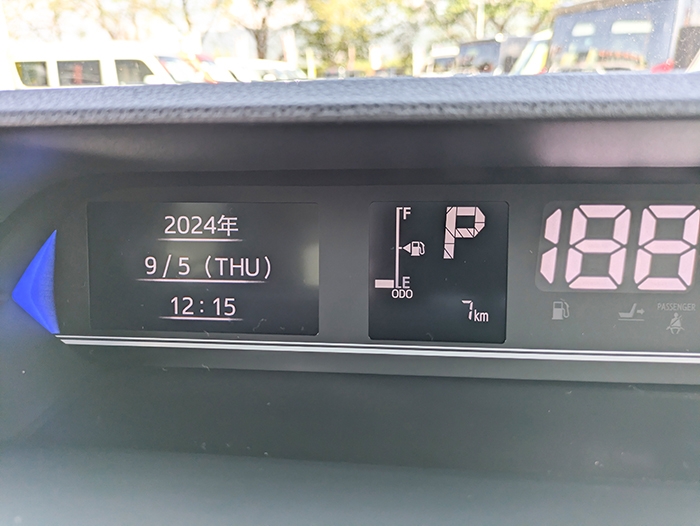 2024年
9/5 (THU)
12:15
F
E
P
ODO
7km
188
PASSENGER